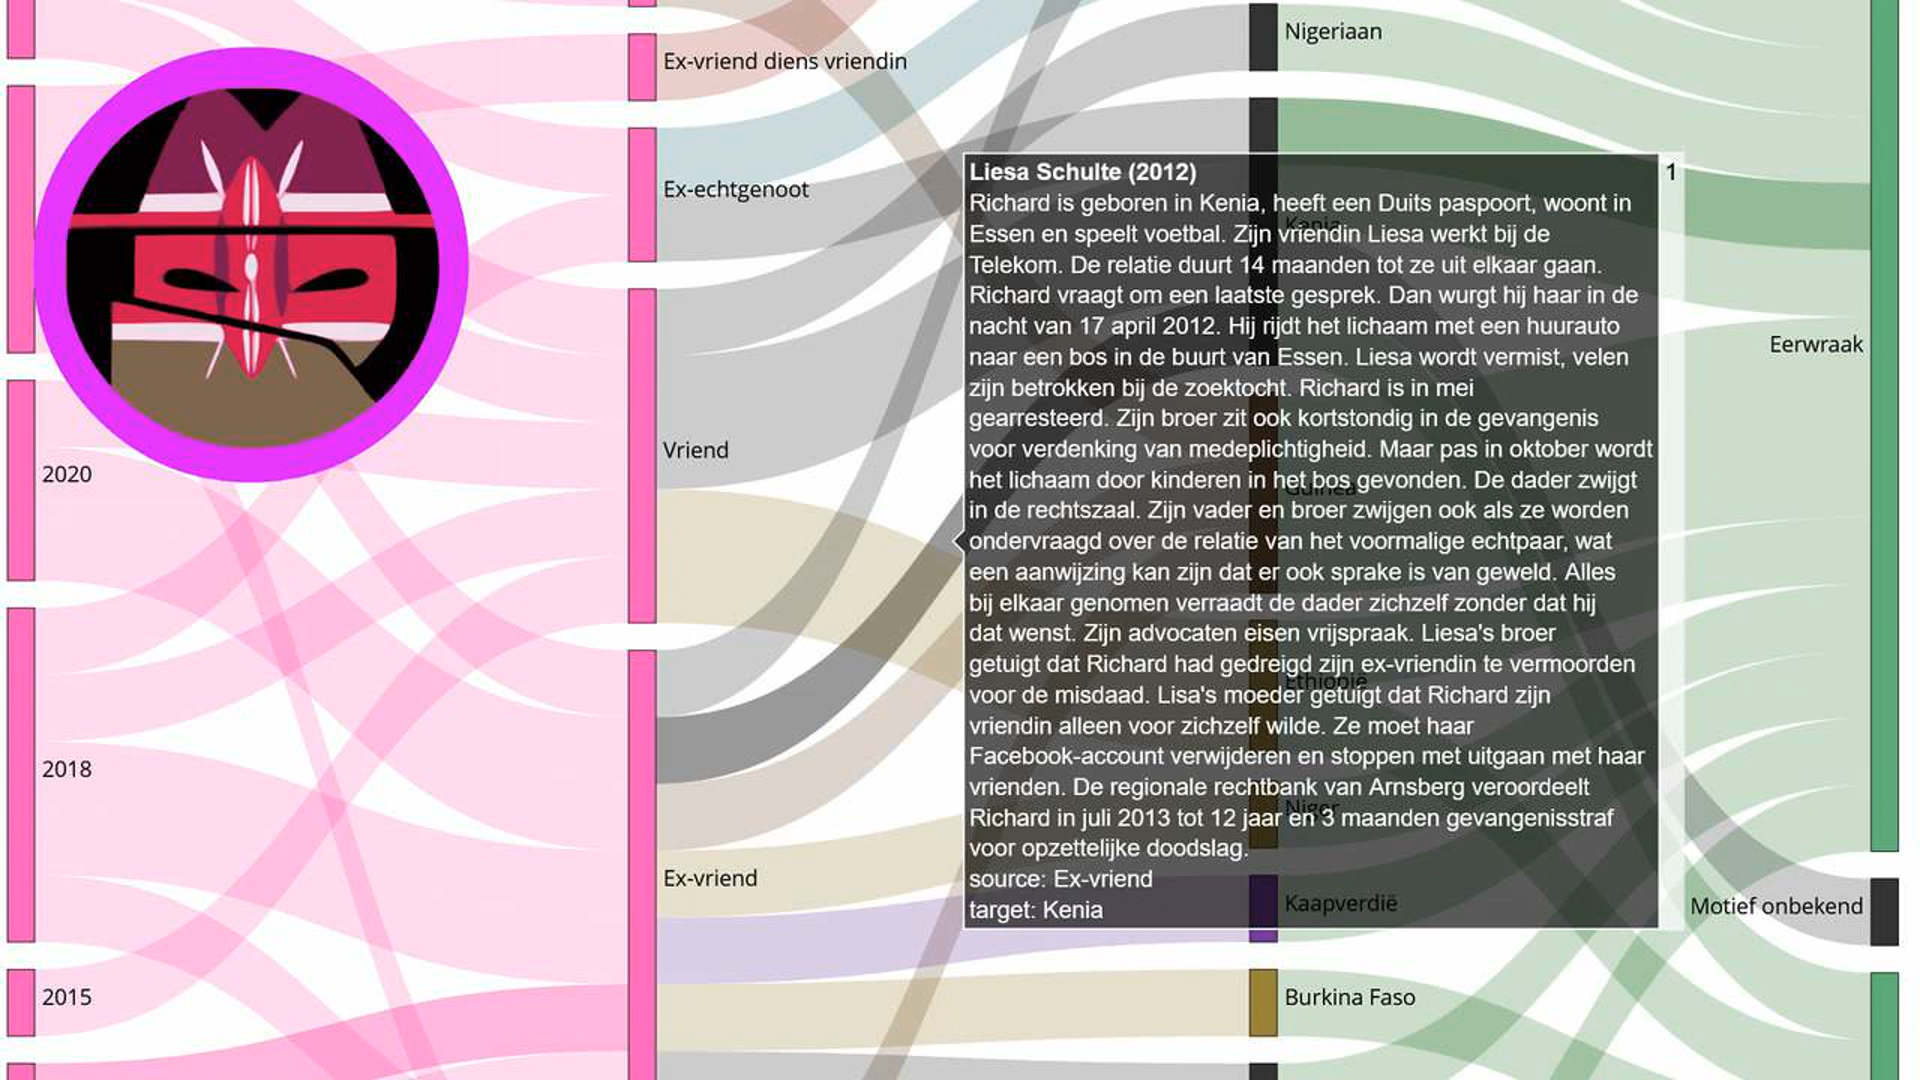 Nigeriaan
Ex-vriend diens vriendin
Ex-echtgenoot
Kenia
Liesa Schulte (2012)
1
Richard is geboren in Kenia, heeft een Duits paspoort, woont in
Essen en speelt voetbal. Zijn vriendin Liesa werkt bij de
Telekom. De relatie duurt 14 maanden tot ze uit elkaar gaan.
Richard vraagt om een laatste gesprek. Dan wurgt hij haar in de
nacht van 17 april 2012. Hij rijdt het lichaam met een huurauto
naar een bos in de buurt van Essen. Liesa wordt vermist, velen
zijn betrokken bij de zoektocht. Richard is in mei
gearresteerd. Zijn broer zit ook kortstondig in de gevangenis
voor verdenking van medeplichtigheid. Maar pas in oktober wordt
het lichaam door kinderen in het bos gevonden. De dader zwijgt
in de rechtszaal. Zijn vader en broer zwijgen ook als ze worden
ondervraagd over de relatie van het voormalige echtpaar, wat
een aanwijzing kan zijn dat er ook sprake is van geweld. Alles
bij elkaar genomen verraadt de dader zichzelf zonder dat hij
dat wenst. Zijn advocaten eisen vrijspraak. Liesa's broer
getuigt dat Richard had gedreigd zijn ex-vriendin te vermoorden
voor de misdaad. Lisa's moeder getuigt dat Richard zijn
vriendin alleen voor zichzelf wilde. Ze moet haar
Facebook-account verwijderen en stoppen met uitgaan met haar
vrienden. De regionale rechtbank van Arnsberg veroordeelt
Richard in juli 2013 tot 12 jaar en 3 maanden gevangenisstraf
voor opzettelijke doodslag.
source: Ex-vriend
target: Kenia
Eerwraak
Vriend
2020
Guinea
Ethiopië
2018
Niger
Ex-vriend
Kaapverdië
Motief onbekend
2015
Burkina Faso